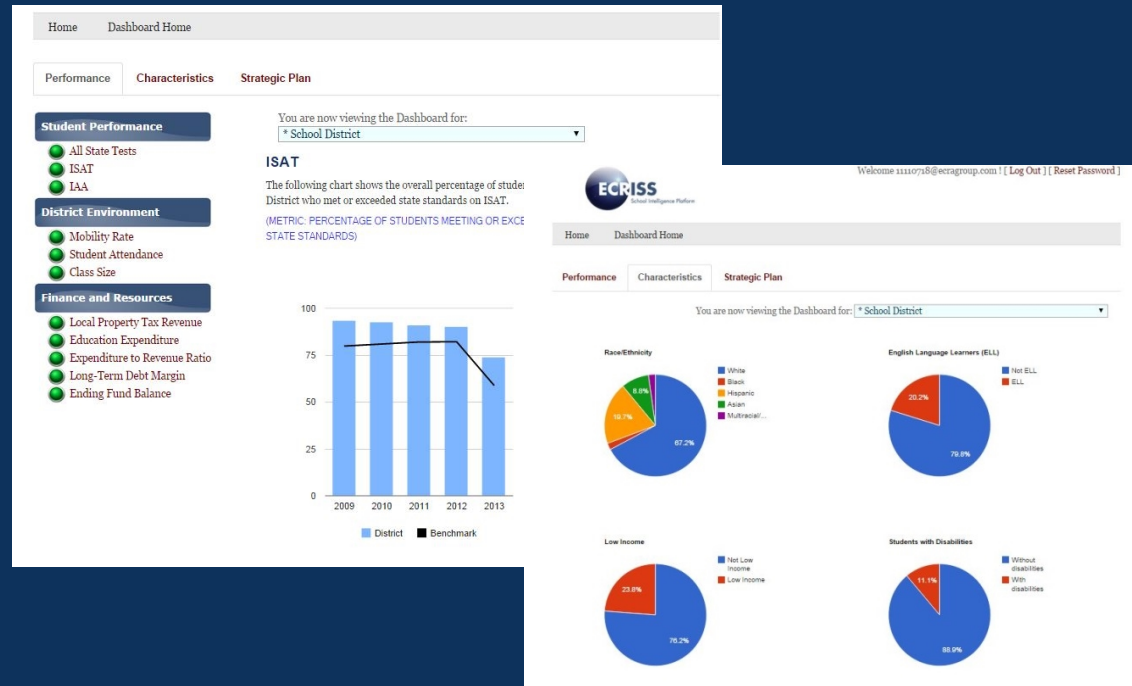 Home Dashboard Home
Performance Characteristics Strategic Plan
Student Performance
All State Tests
ISAT
IAA
District Environment
Mobility Rate
Student Attendance
Class Size
Finance and Resources
Local Property Tax Revenue
Education Expenditure
Expenditure to Revenue Ratio
Long-Term Debt Margin
Ending Fund Balance
You are now viewing the Dashboard for:
* School District
ISAT
The following chart shows the overall percentage of stude
District who met or exceeded state standards on ISAT.
(METRIC: PERCENTAGE OF STUDENTS MEETING OR EXCE
STATE STANDARDS)
100
75
50
25
0
2009 2010 2011 2012 2013
District Benchmark
Welcome 11110718@ecragroup.com ! [ Log Out ] [ Reset Password ]
ECRISS
School Intelligence Platform
Home Dashboard Home
Performance Characteristics Strategic Plan
You are now viewing the Dashboard for: * School District
Race/Ethnicity
White
Black
Hispanic
Asian
Multiracial/...
8.8%
67.2%
English Language Learners (ELL)
Not ELL
ELL
20.2%
79.8%
Low Income
Not Low
Income
Low Income
23.8%
76.2%
Students with Disabilities
Without
disabilities
With
disabilities
11.1%
88.9%